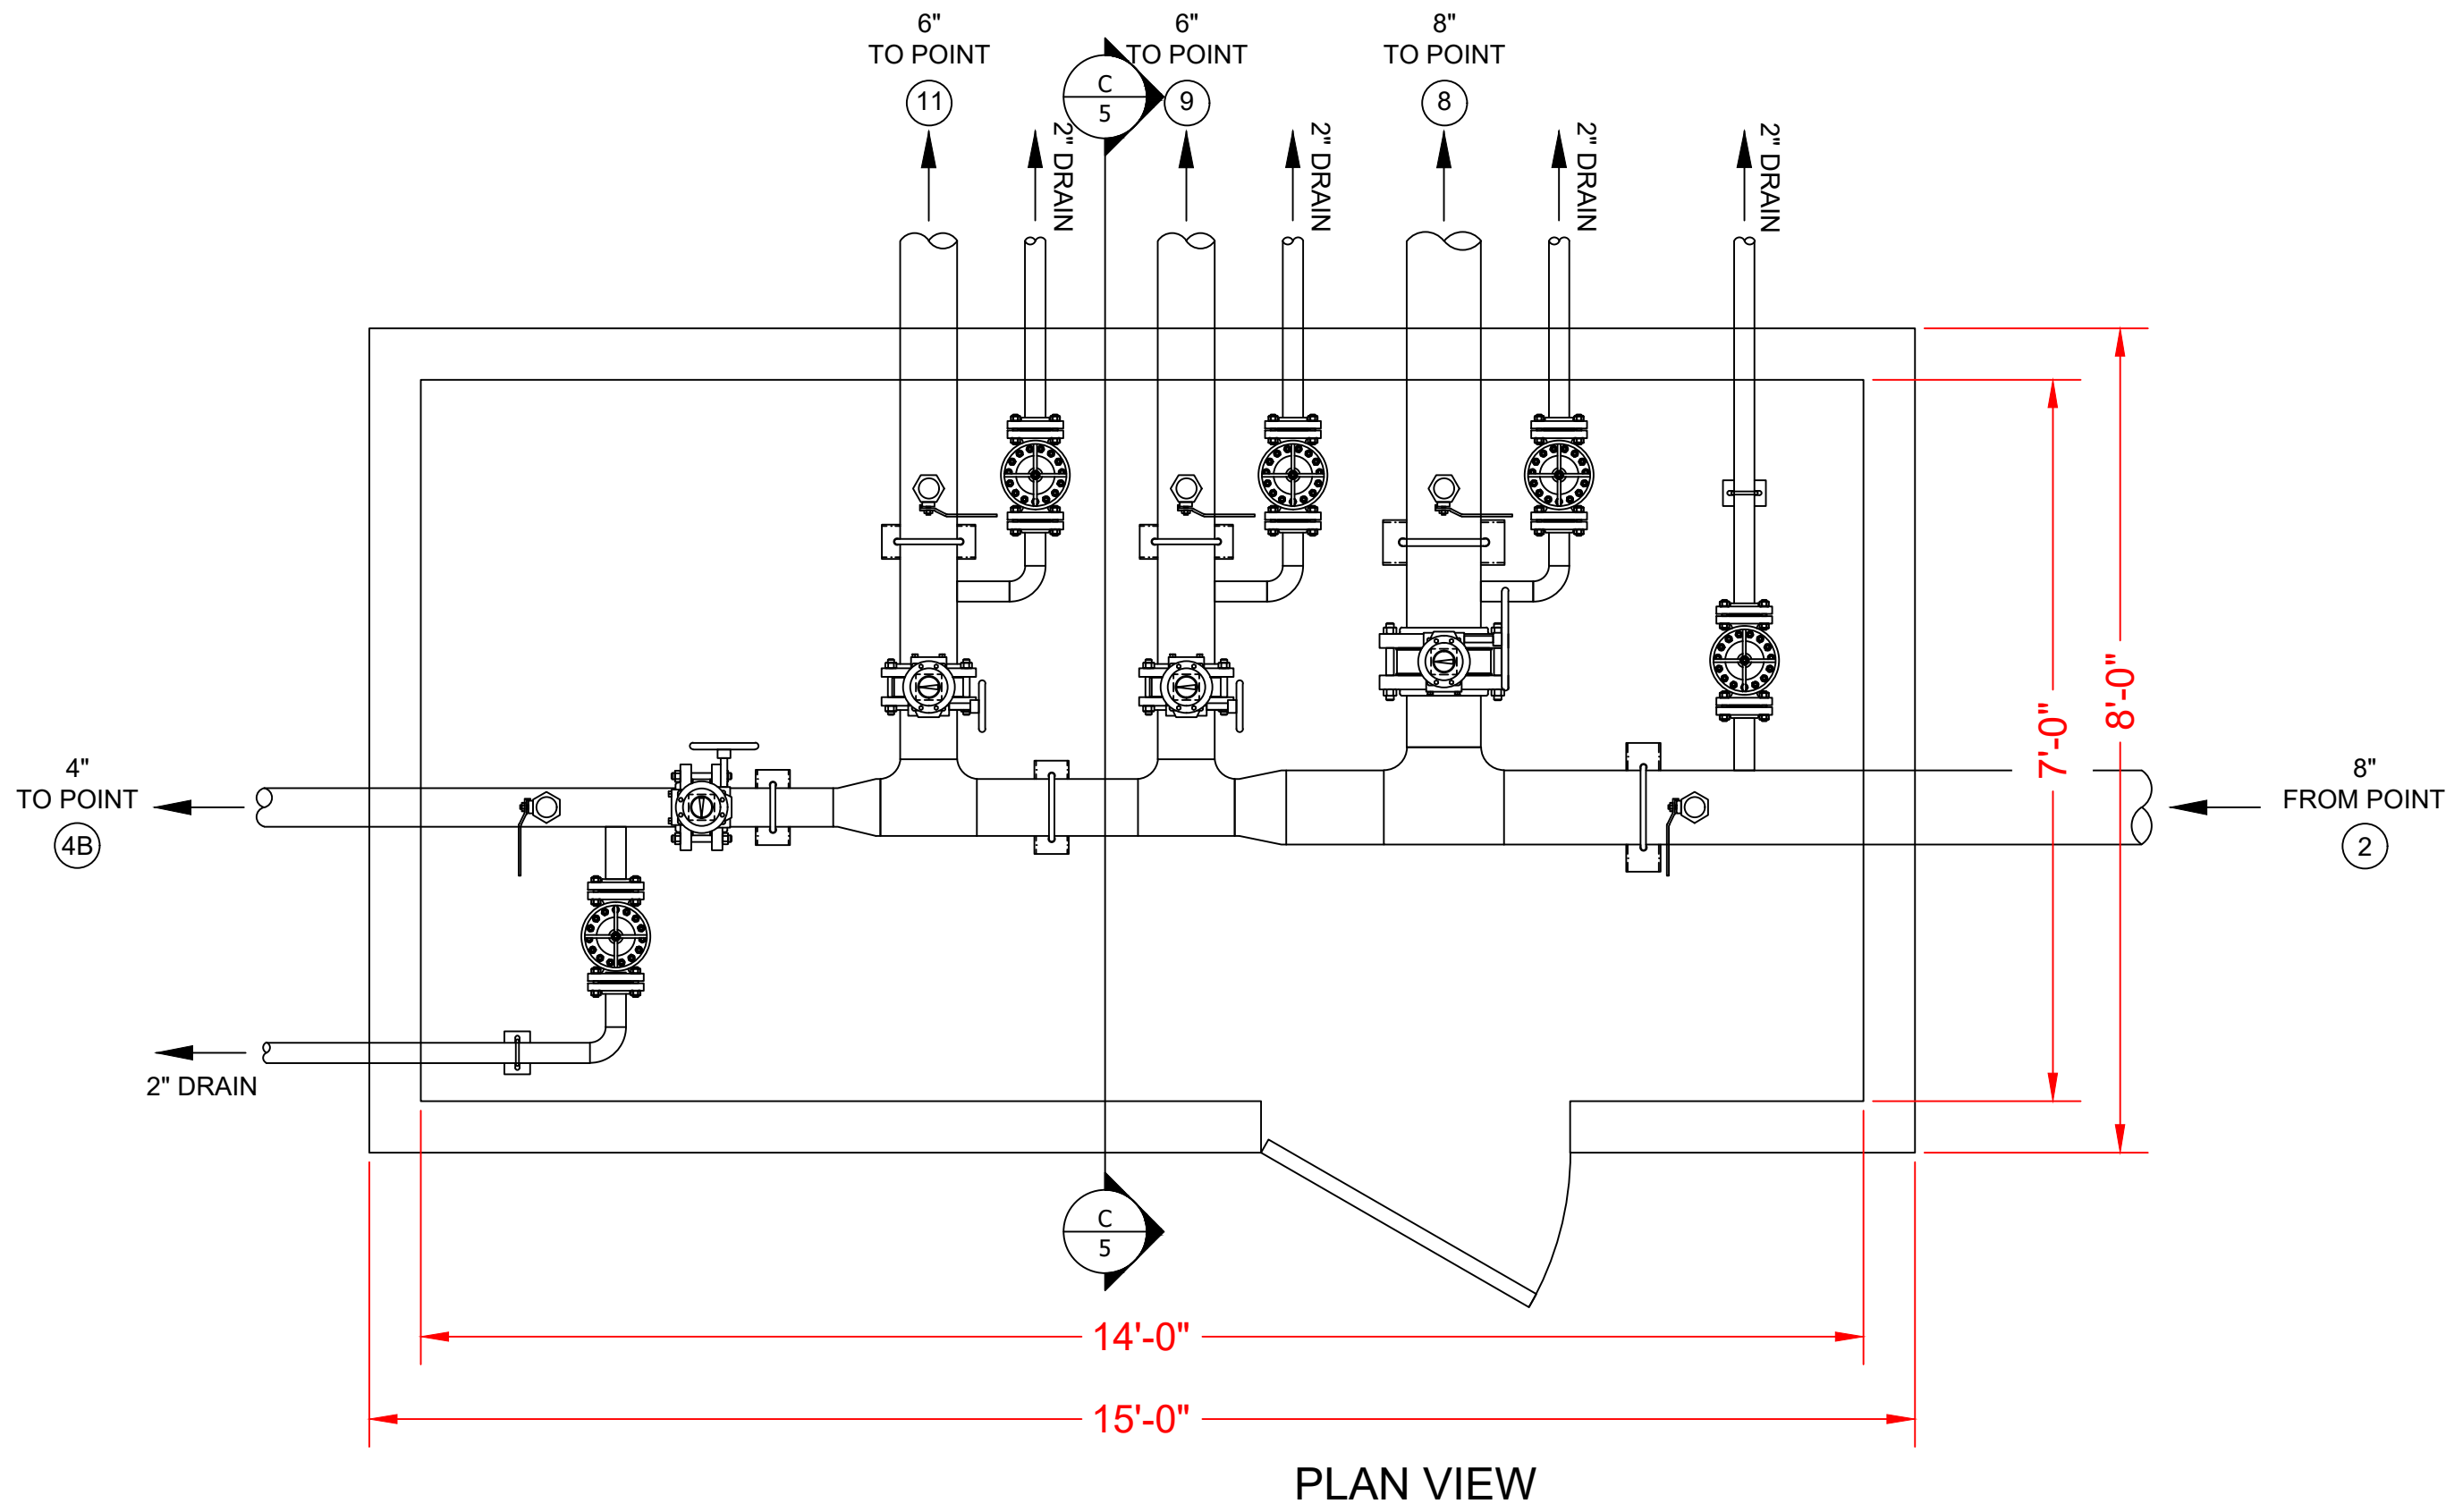 6"
TO POINT
11
6"
TO POINT
9
8"
TO POINT
8
C
5
2" DRAIN
2" DRAIN
2" DRAIN
2" DRAIN
4"
TO POINT
4B
8"
FROM POINT
2
7'-0"
8'-0"
2" DRAIN
C
5
14'-0"
15'-0"
PLAN VIEW